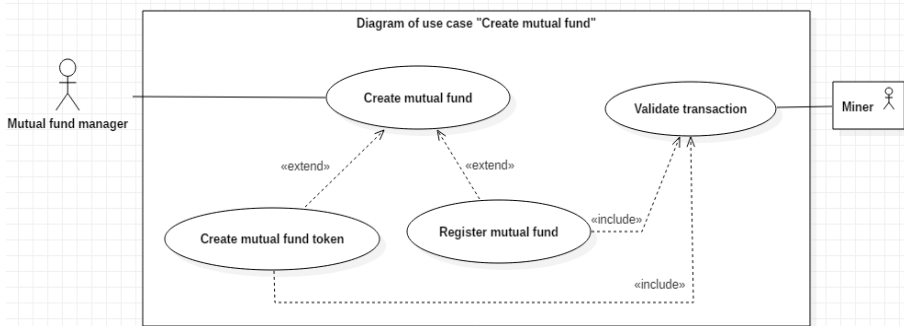 Diagram of use case "Create mutual fund"
Mutual fund manager
Create mutual fund
Validate transaction
Miner
«extend»
«extend»
Create mutual fund token
Register mutual fund
«include»
«include»